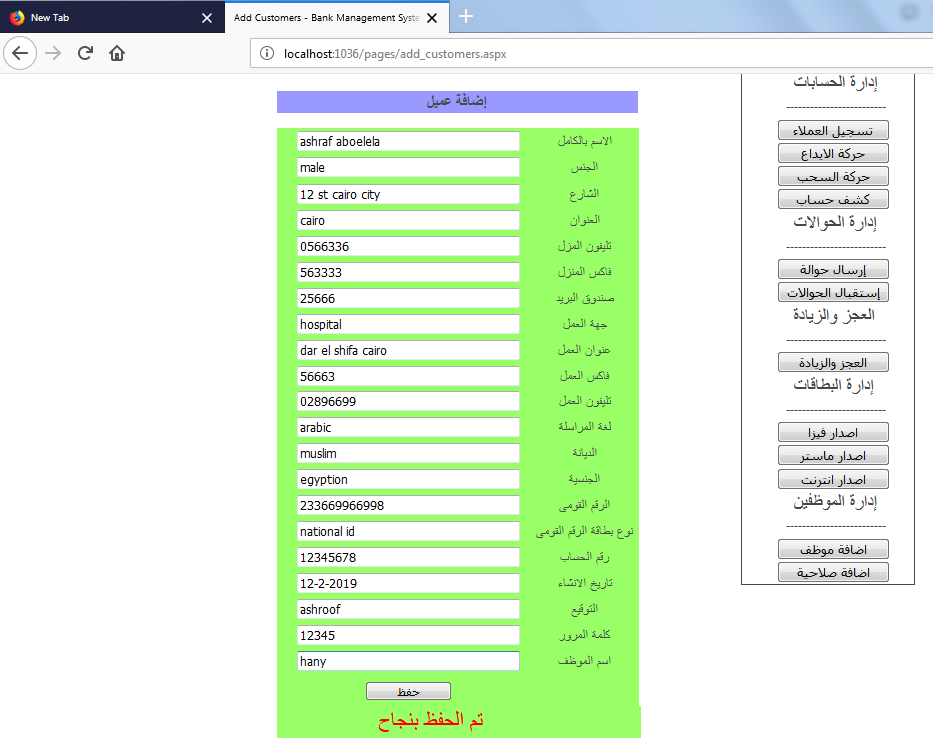 New Tab
Add Customers - Bank Management Syste
localhost:1036/pages/add_customers.aspx
إضافة عميل
الاسم بالكامل ashraf aboelela
الجنس male
الشارع 12 st cairo city
العنوان cairo
تليفون المزل 0566336
فاكس المنزل 563333
صندوق البريد 25666
جهة العمل hospital
عنوان العمل dar el shifa cairo
فاكس العمل 56663
تليفون العمل 02896699
لغة المراسلة arabic
الديانة muslim
الجنسية egyption
الرقم القومى 233669966998
نوع بطاقة الرقم القومى national id
رقم الحساب 12345678
تاريخ الانشاء 12-2-2019
التوقيع ashroof
كلمة المرور 12345
اسم الموظف hany
حفظ
تم الحفظ بنجاح
إدارة الحسابات
-------------------------
تسجيل العملاء
حركة الايداع
حركة السحب
كشف حساب
إدارة الحوالات
-------------------------
إرسال حوالة
إستقبال الحوالات
العجز والزيادة
-------------------------
العجز والزيادة
إدارة البطاقات
-------------------------
اصدار فيزا
اصدار ماستر
اصدار انترنت
إدارة الموظفين
-------------------------
اضافة موظف
اضافة صلاحية